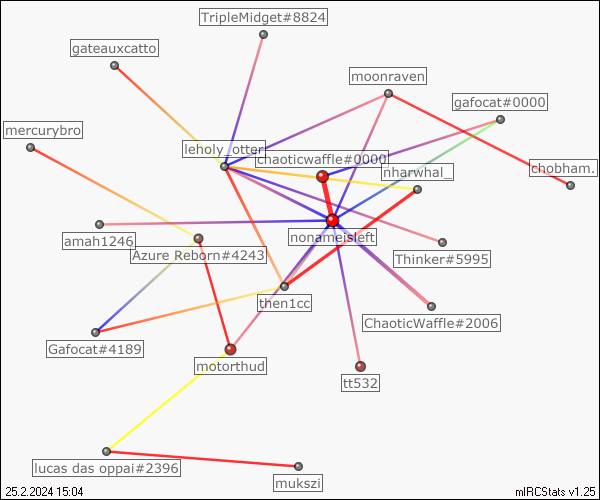 TripleMidget#8824
gateauxcatto
moonraven
gafocat#0000
mercurybro
leholy_otter
chaoticwaffle#0000
nharwhal_
chobham.
amah1246
nonameisleft
Azure Reborn#4243
Thinker#5995
then1cc
ChaoticWaffle#2006
Gafocat#4189
motorthud
tt532
lucas das oppai#2396
mukszi
25.2.2024 15:04
mIRCStats v1.25